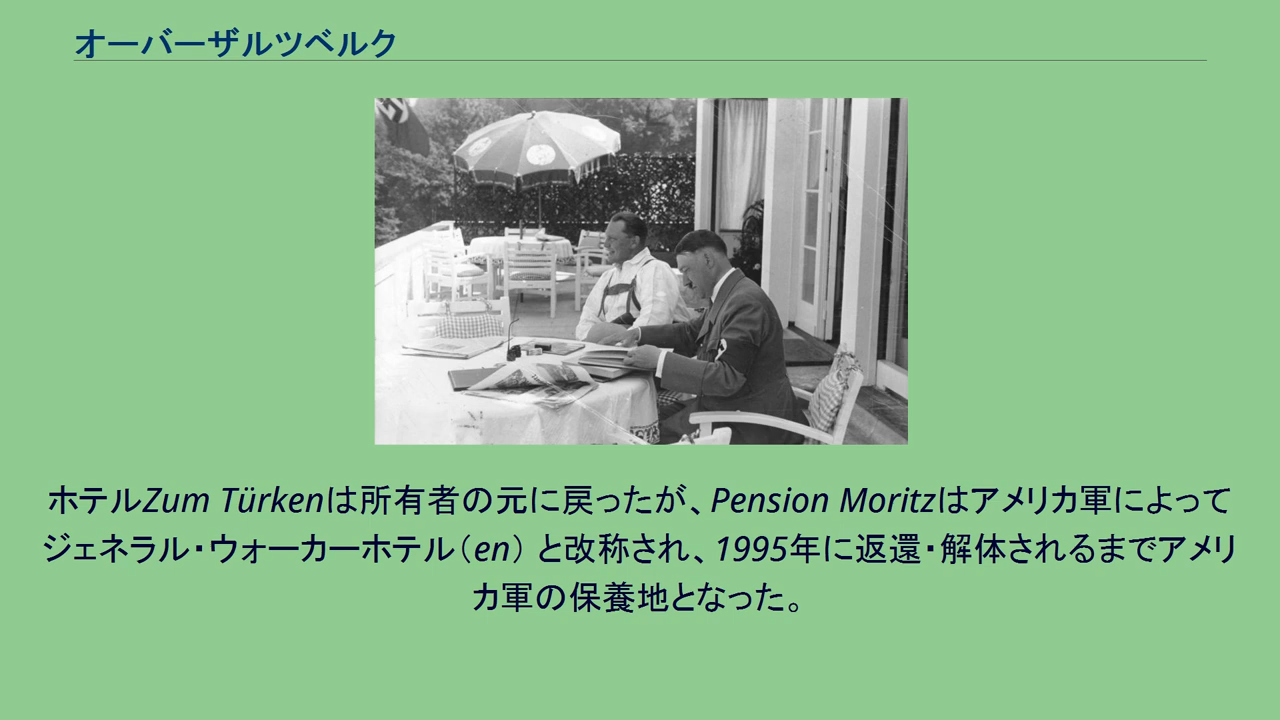 オーバーザルツベルク
ホテルZum Türkenは所有者の元に戻ったが、Pension Moritzはアメリカ軍によって
ジェネラル・ウォーカーホテル（en） と改称され、1995年に返還・解体されるまでアメリ
カ軍の保養地となった。